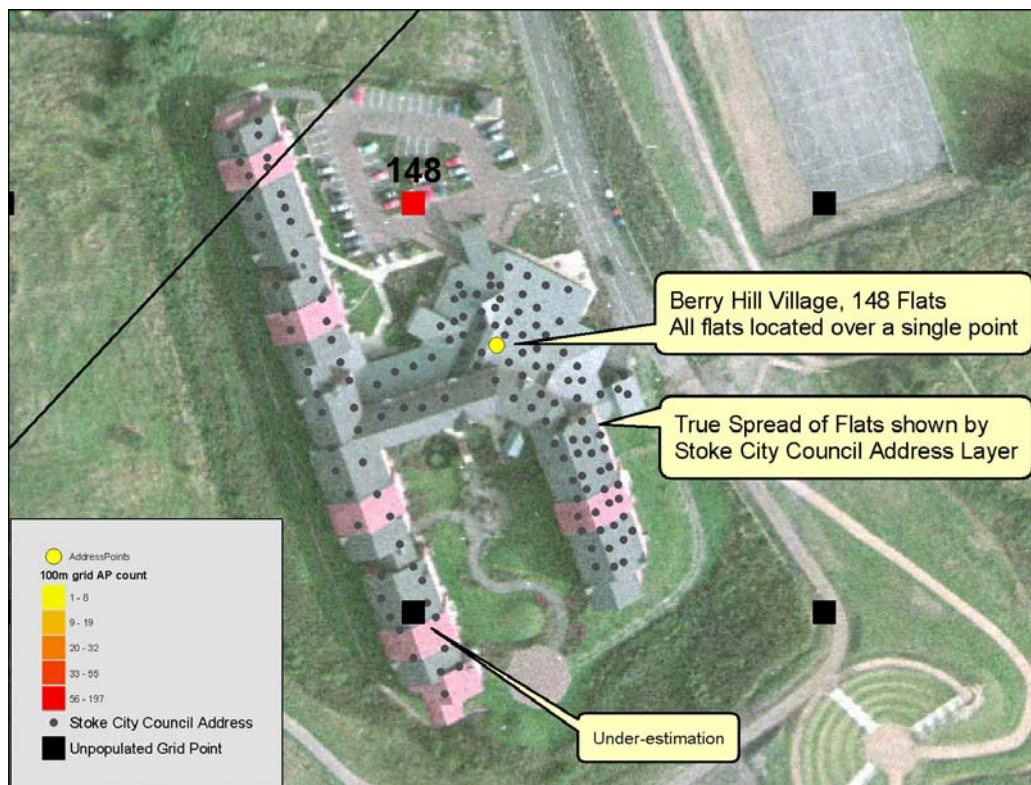 148
Berry Hill Village, 148 Flats
All flats located over a single point
True Spread of Flats shown by
Stoke City Council Address Layer
AddressPoints
100m grid AP count
1 - 8
9 - 19
20 - 32
33 - 55
56 - 197
Stoke City Council Address
Unpopulated Grid Point
Under-estimation